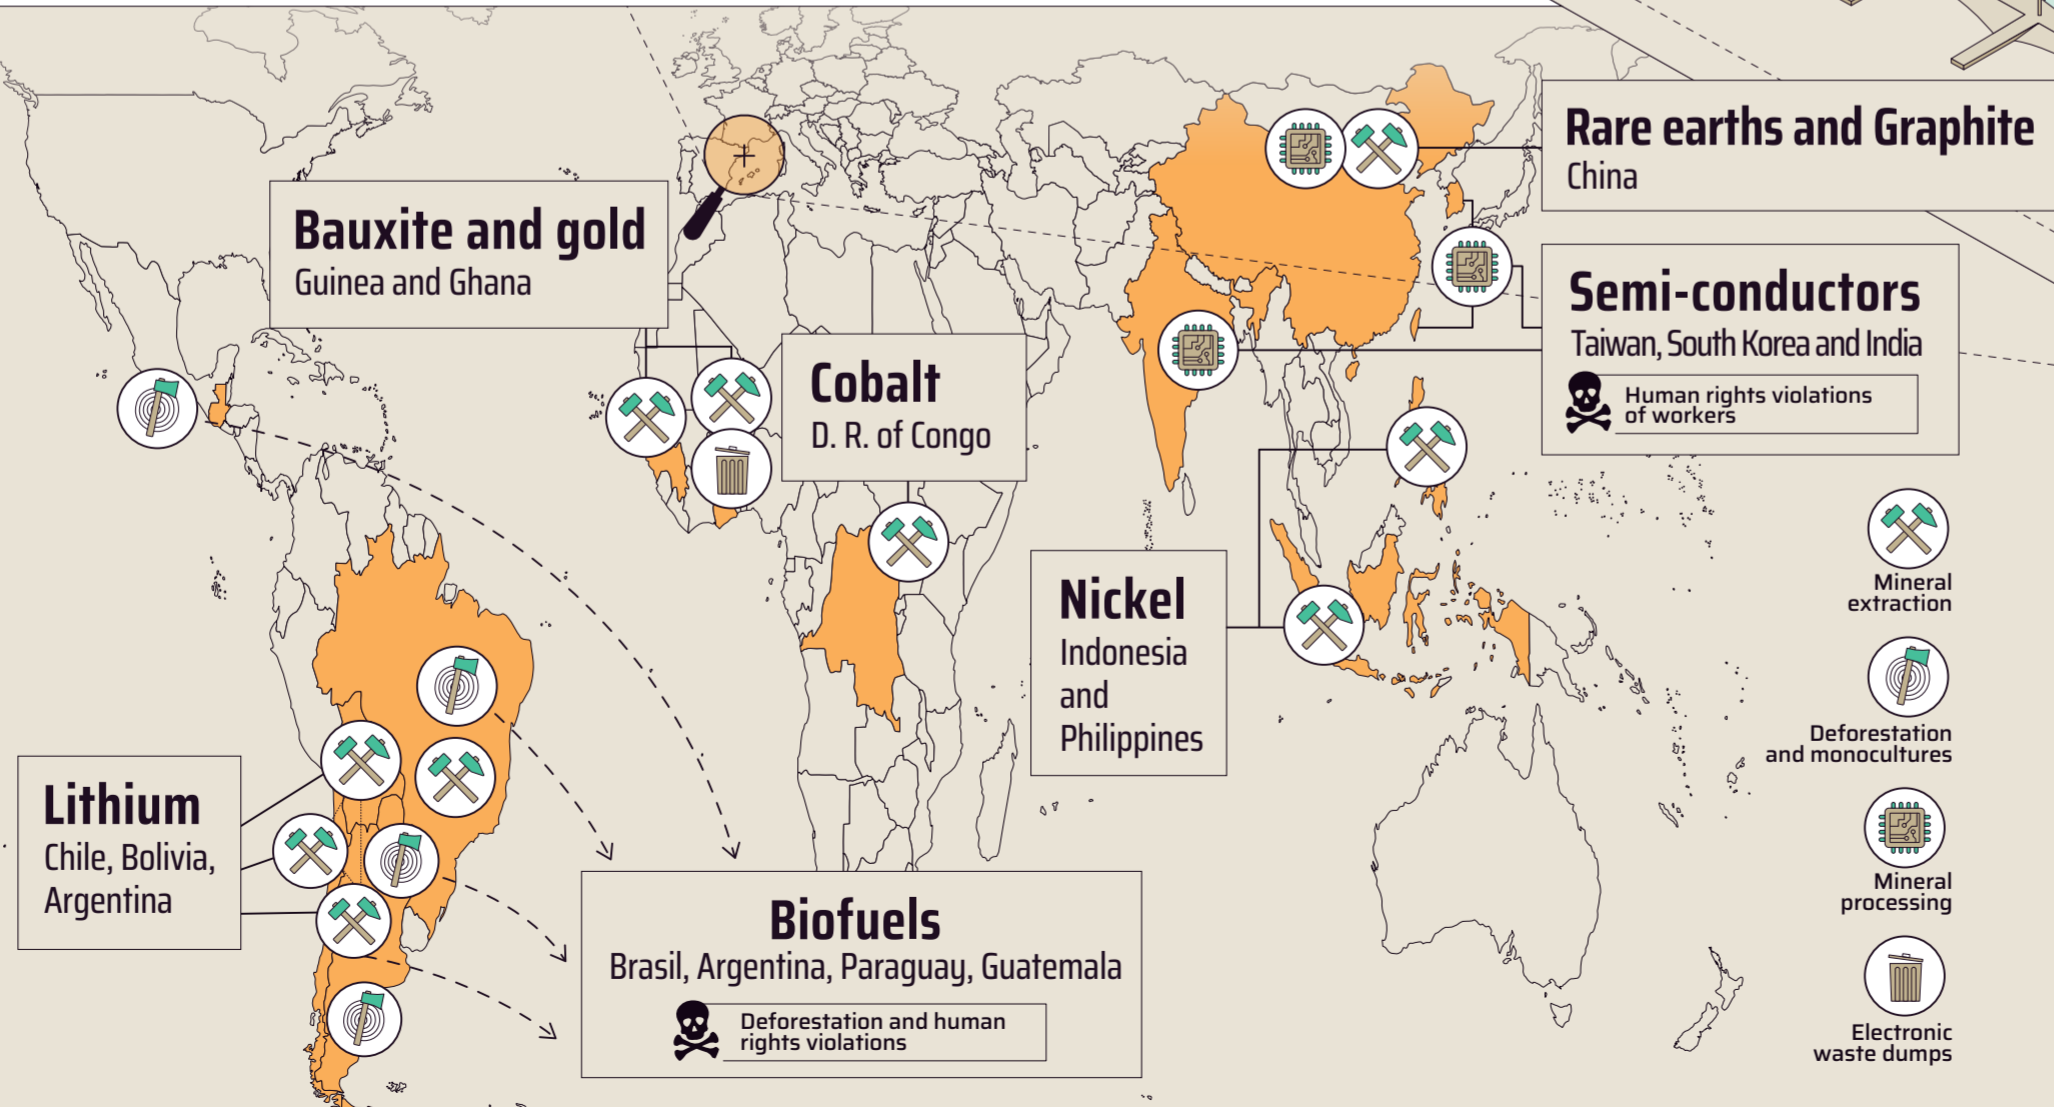 Rare earths and Graphite
China
Bauxite and gold
Guinea and Ghana
Semi-conductors
Taiwan, South Korea and India
Human rights violations
of workers
Cobalt
D. R. of Congo
Nickel
Indonesia
and
Philippines
Lithium
Chile, Bolivia,
Argentina
Biofuels
Brasil, Argentina, Paraguay, Guatemala
Deforestation and human
rights violations
Mineral
extraction
Deforestation
and monocultures
Mineral
processing
Electronic
waste dumps